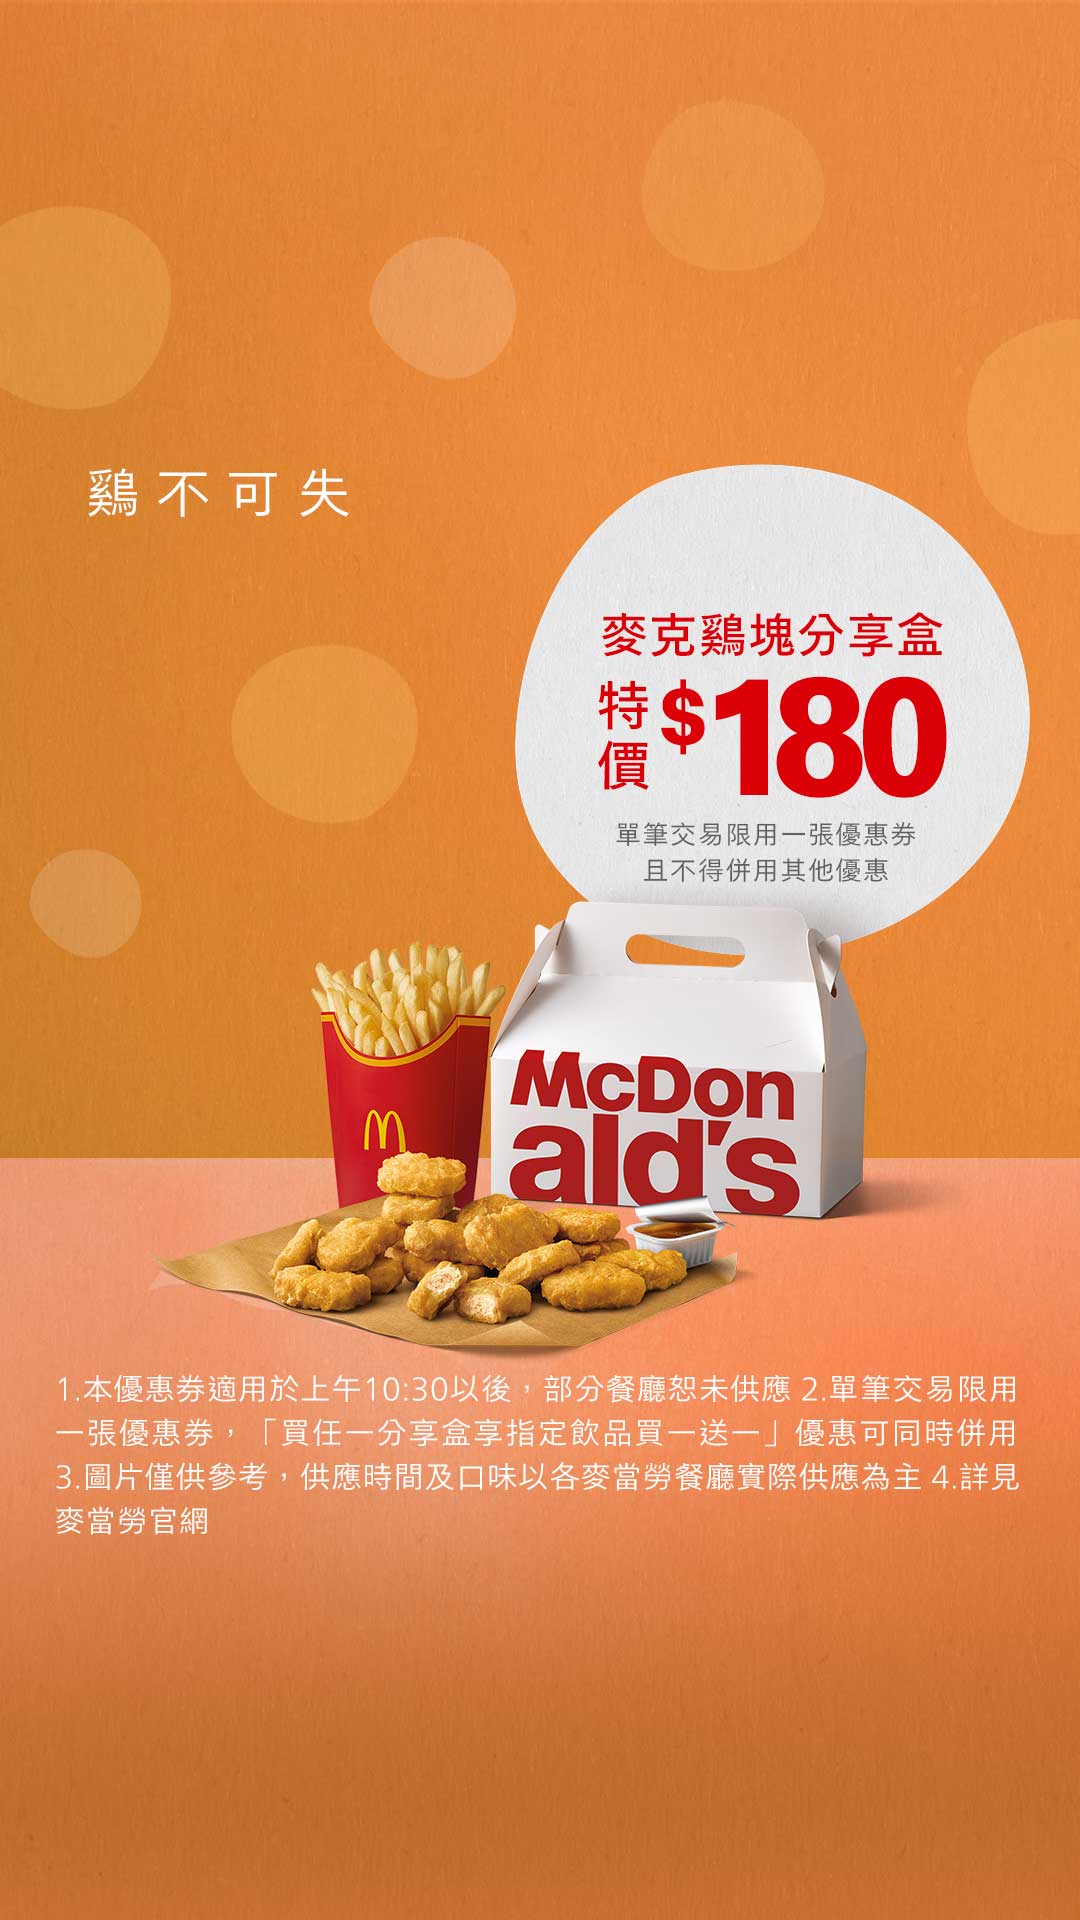 鷄不可失
麥克鷄塊分享盒
特價 $180
單筆交易限用一張優惠券
且不得併用其他優惠
McDon
ald's
1.本優惠券適用於上午10:30以後，部分餐廳恕未供應 2.單筆交易限用
一張優惠券，「買任一分享盒享指定飲品買一送一」優惠可同時併用
3.圖片僅供參考，供應時間及口味以各麥當勞餐廳實際供應為主 4.詳見
麥當勞官網